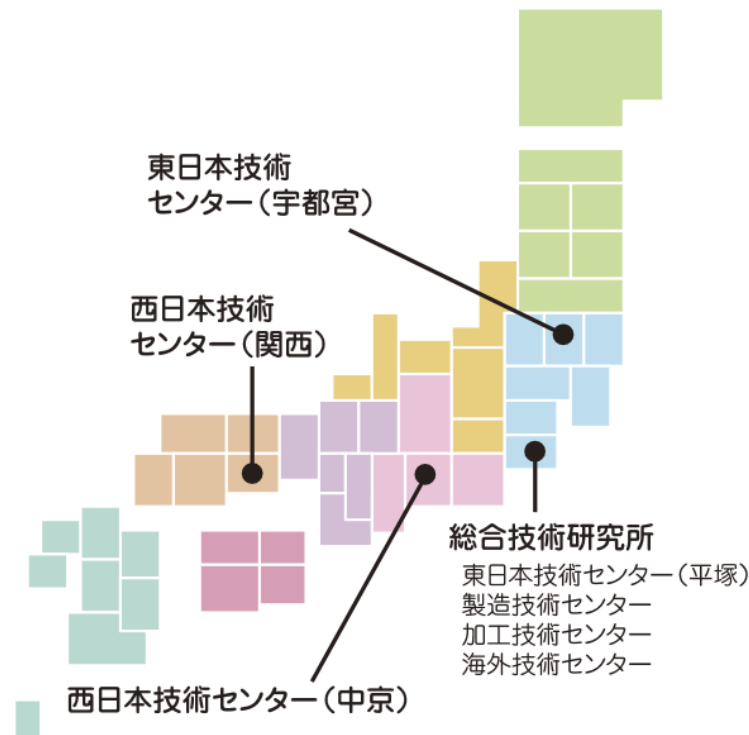 東日本技術
センター（宇都宮）
西日本技術
センター（関西）
総合技術研究所
東日本技術センター（平塚）
製造技術センター
加工技術センター
海外技術センター
西日本技術センター（中京）